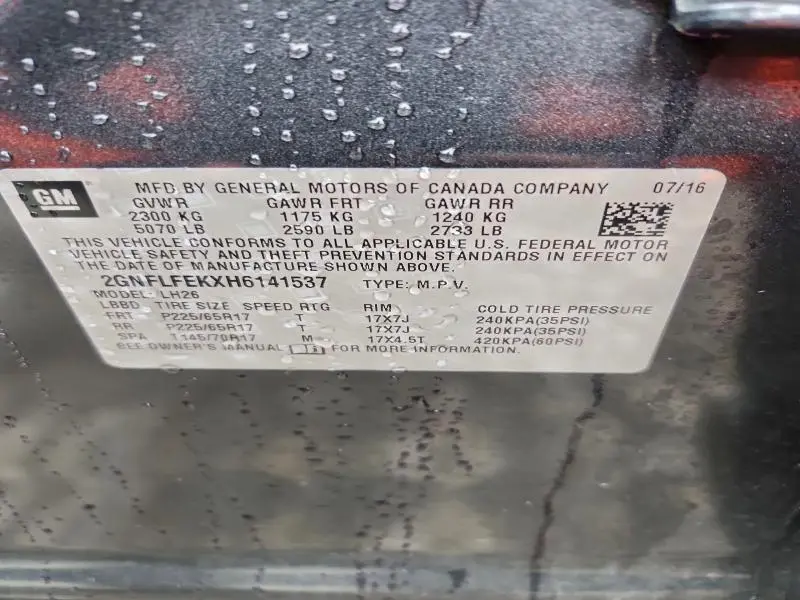 GM MFD BY GENERAL MOTORS OF CANADA COMPANY 07/16
GVWR GAWR FRT GAWR RR
2300 KG 1175 KG 1240 KG
5070 LB 2590 LB 2733 LB
THIS VEHICLE CONFORMS TO ALL APPLICABLE U.S. FEDERAL MOTOR
VEHICLE SAFETY AND THEFT PREVENTION STANDARDS IN EFFECT ON
THE DATE OF MANUFACTURE SHOWN ABOVE.
2GNFLFEKXH6141537 TYPE: M.P.V.
MODEL: LH26
LBBD TIRE SIZE SPEED RTG RIM COLD TIRE PRESSURE
FRT P225/65R17 T 17X7J 240KPA(35PSI)
RR P225/65R17 T 17X7J 240KPA(35PSI)
SPA T145/70R17 M 17X4.5T 420KPA(60PSI)
SEE OWNER'S MANUAL FOR MORE INFORMATION.